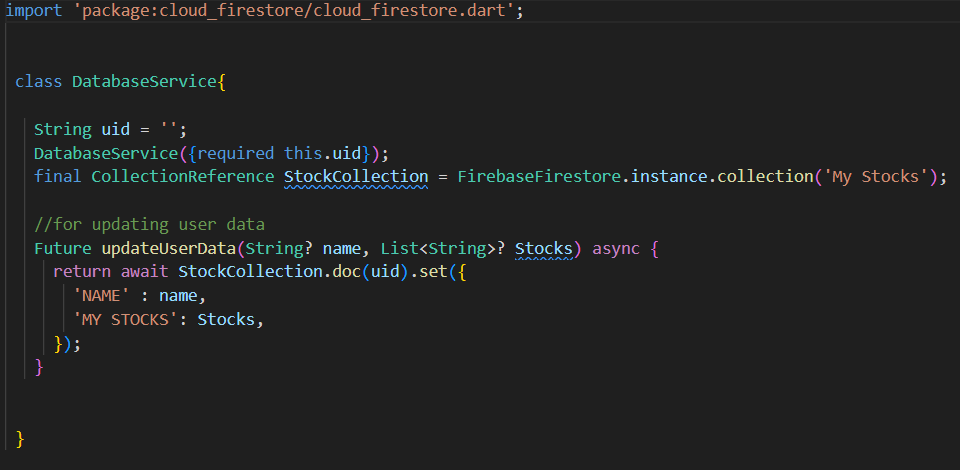 import 'package:cloud_firestore/cloud_firestore.dart';
class DatabaseService{
String uid = '';
DatabaseService({required this.uid});
final CollectionReference StockCollection = FirebaseFirestore.instance.collection('My Stocks');
//for updating user data
Future updateUserData(String? name, List<String>? Stocks) async {
return await StockCollection.doc(uid).set({
'NAME' : name,
'MY STOCKS': Stocks,
});
}
}